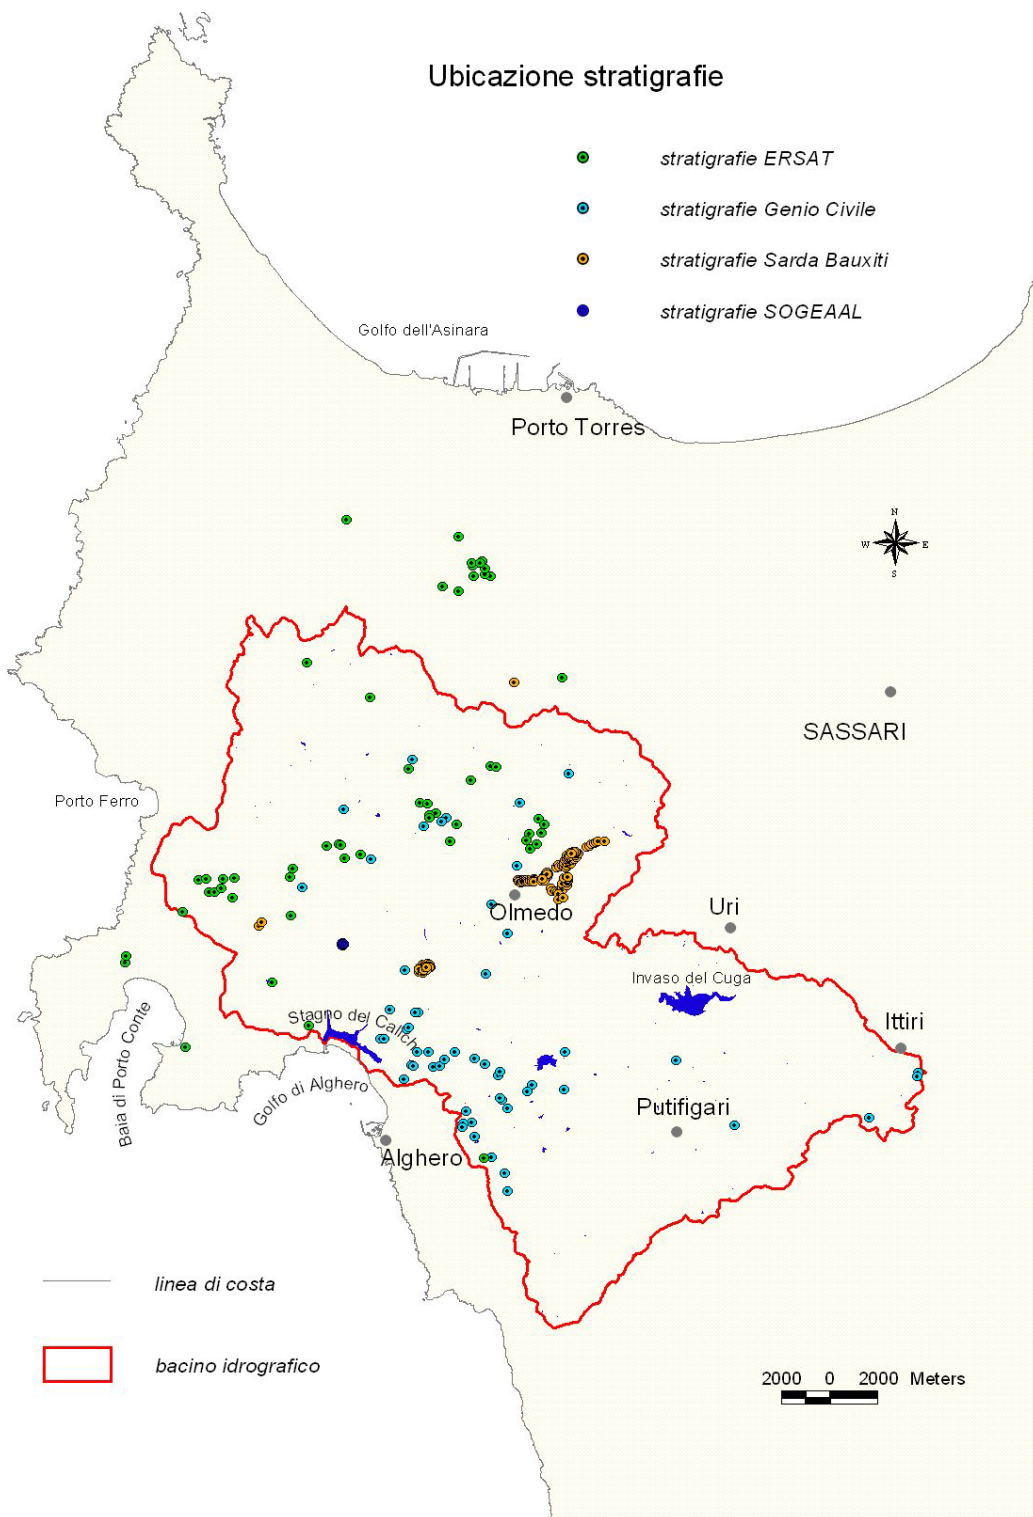 Ubicazione stratigrafie
stratigrafie ERSAT
stratigrafie Genio Civile
stratigrafie Sarda Bauxiti
stratigrafie SOGEAAL
Golfo dell'Asinara
Porto Torres
N
W E
S
SASSARI
Porto Ferro
Olmedo
Uri
Invaso del Cuga
Ittiri
Stagno del Calich
Baia di Porto Conte
Golfo di Alghero
Putifigari
Alghero
linea di costa
bacino idrografico
2000 0 2000 Meters